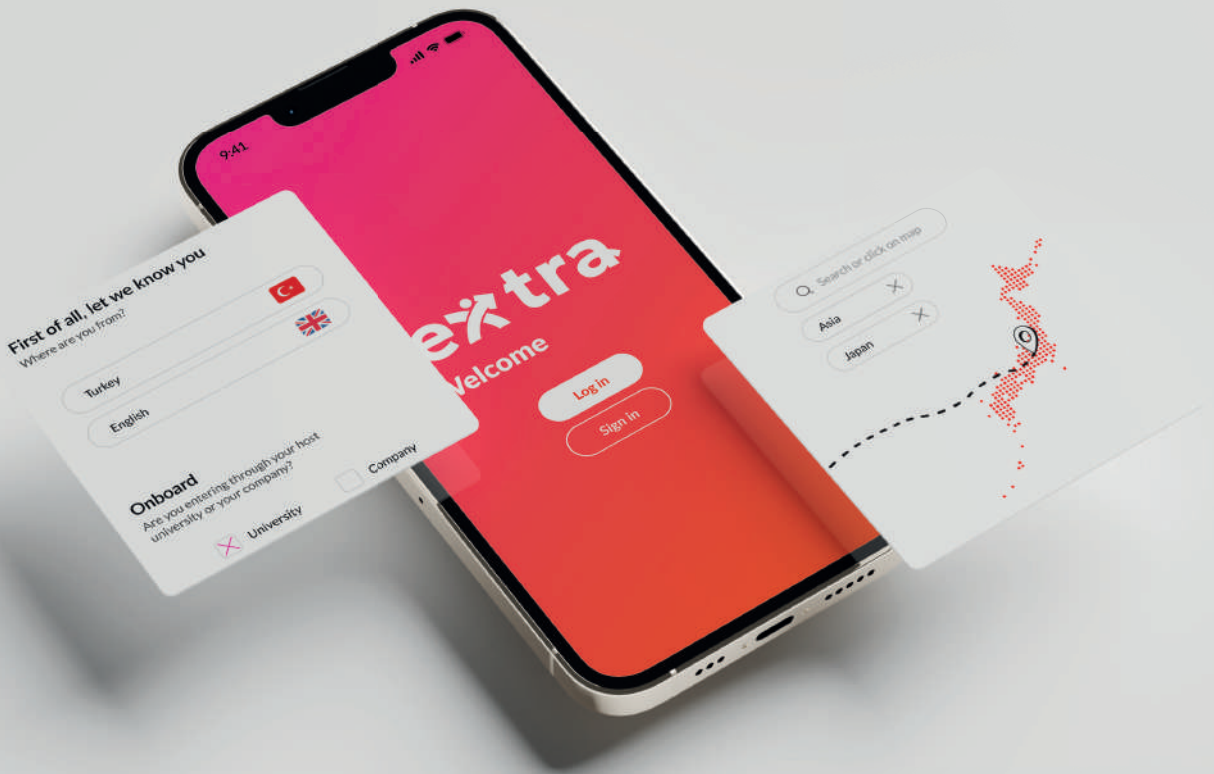 9:41
extra
Welcome
Log in
Sign in
First of all, let we know you
Where are you from?
Turkey
English
Onboard
Are you entering through your host
university or your company?
University
Company
Search or click on map
Asia
Japan